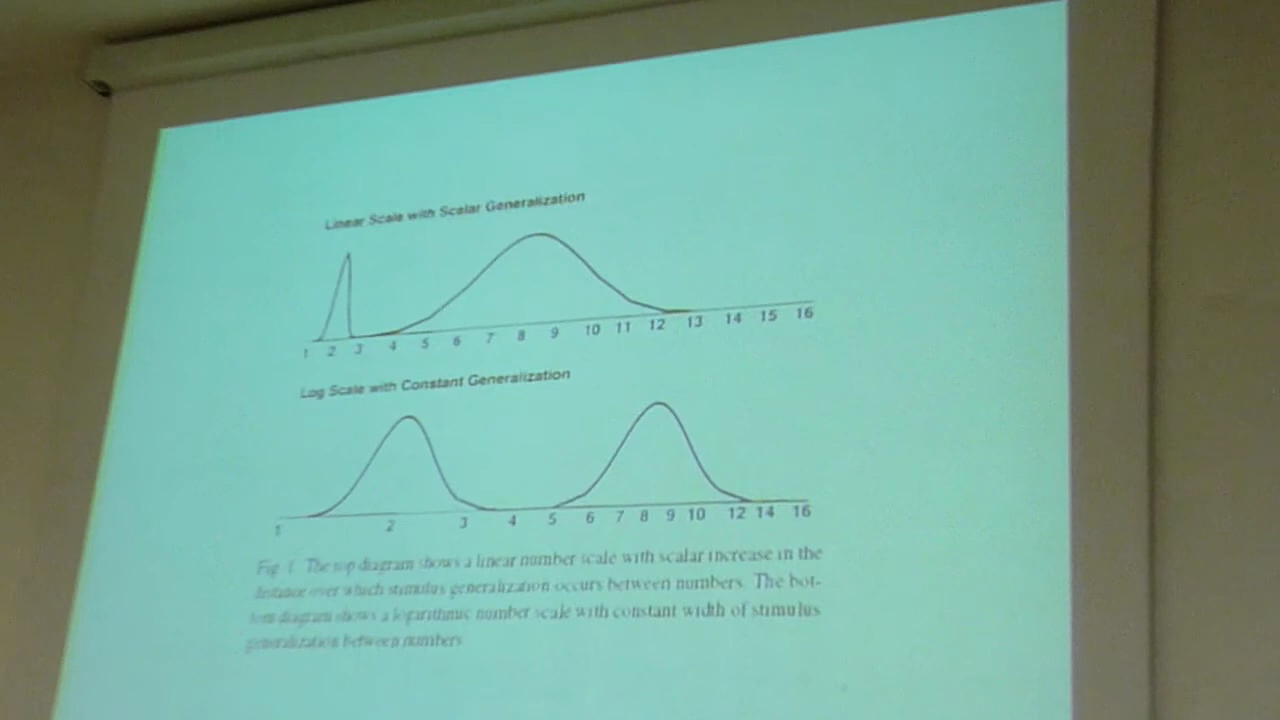 Linear Scale with Scalar Generalization
1 2 3 4 5 6 7 8 9 10 11 12 13 14 15 16
Log Scale with Constant Generalization
1 2 3 4 5 6 7 8 9 10 12 14 16
Fig. 1. The top diagram shows a linear number scale with scalar increase in the
distance over which stimulus generalization occurs between numbers. The bot-
tom diagram shows a logarithmic number scale with constant width of stimulus
generalization between numbers